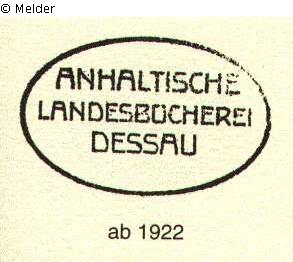 © Melder
ANHALTISCHE
LANDESBÜCHEREI
DESSAU
ab 1922